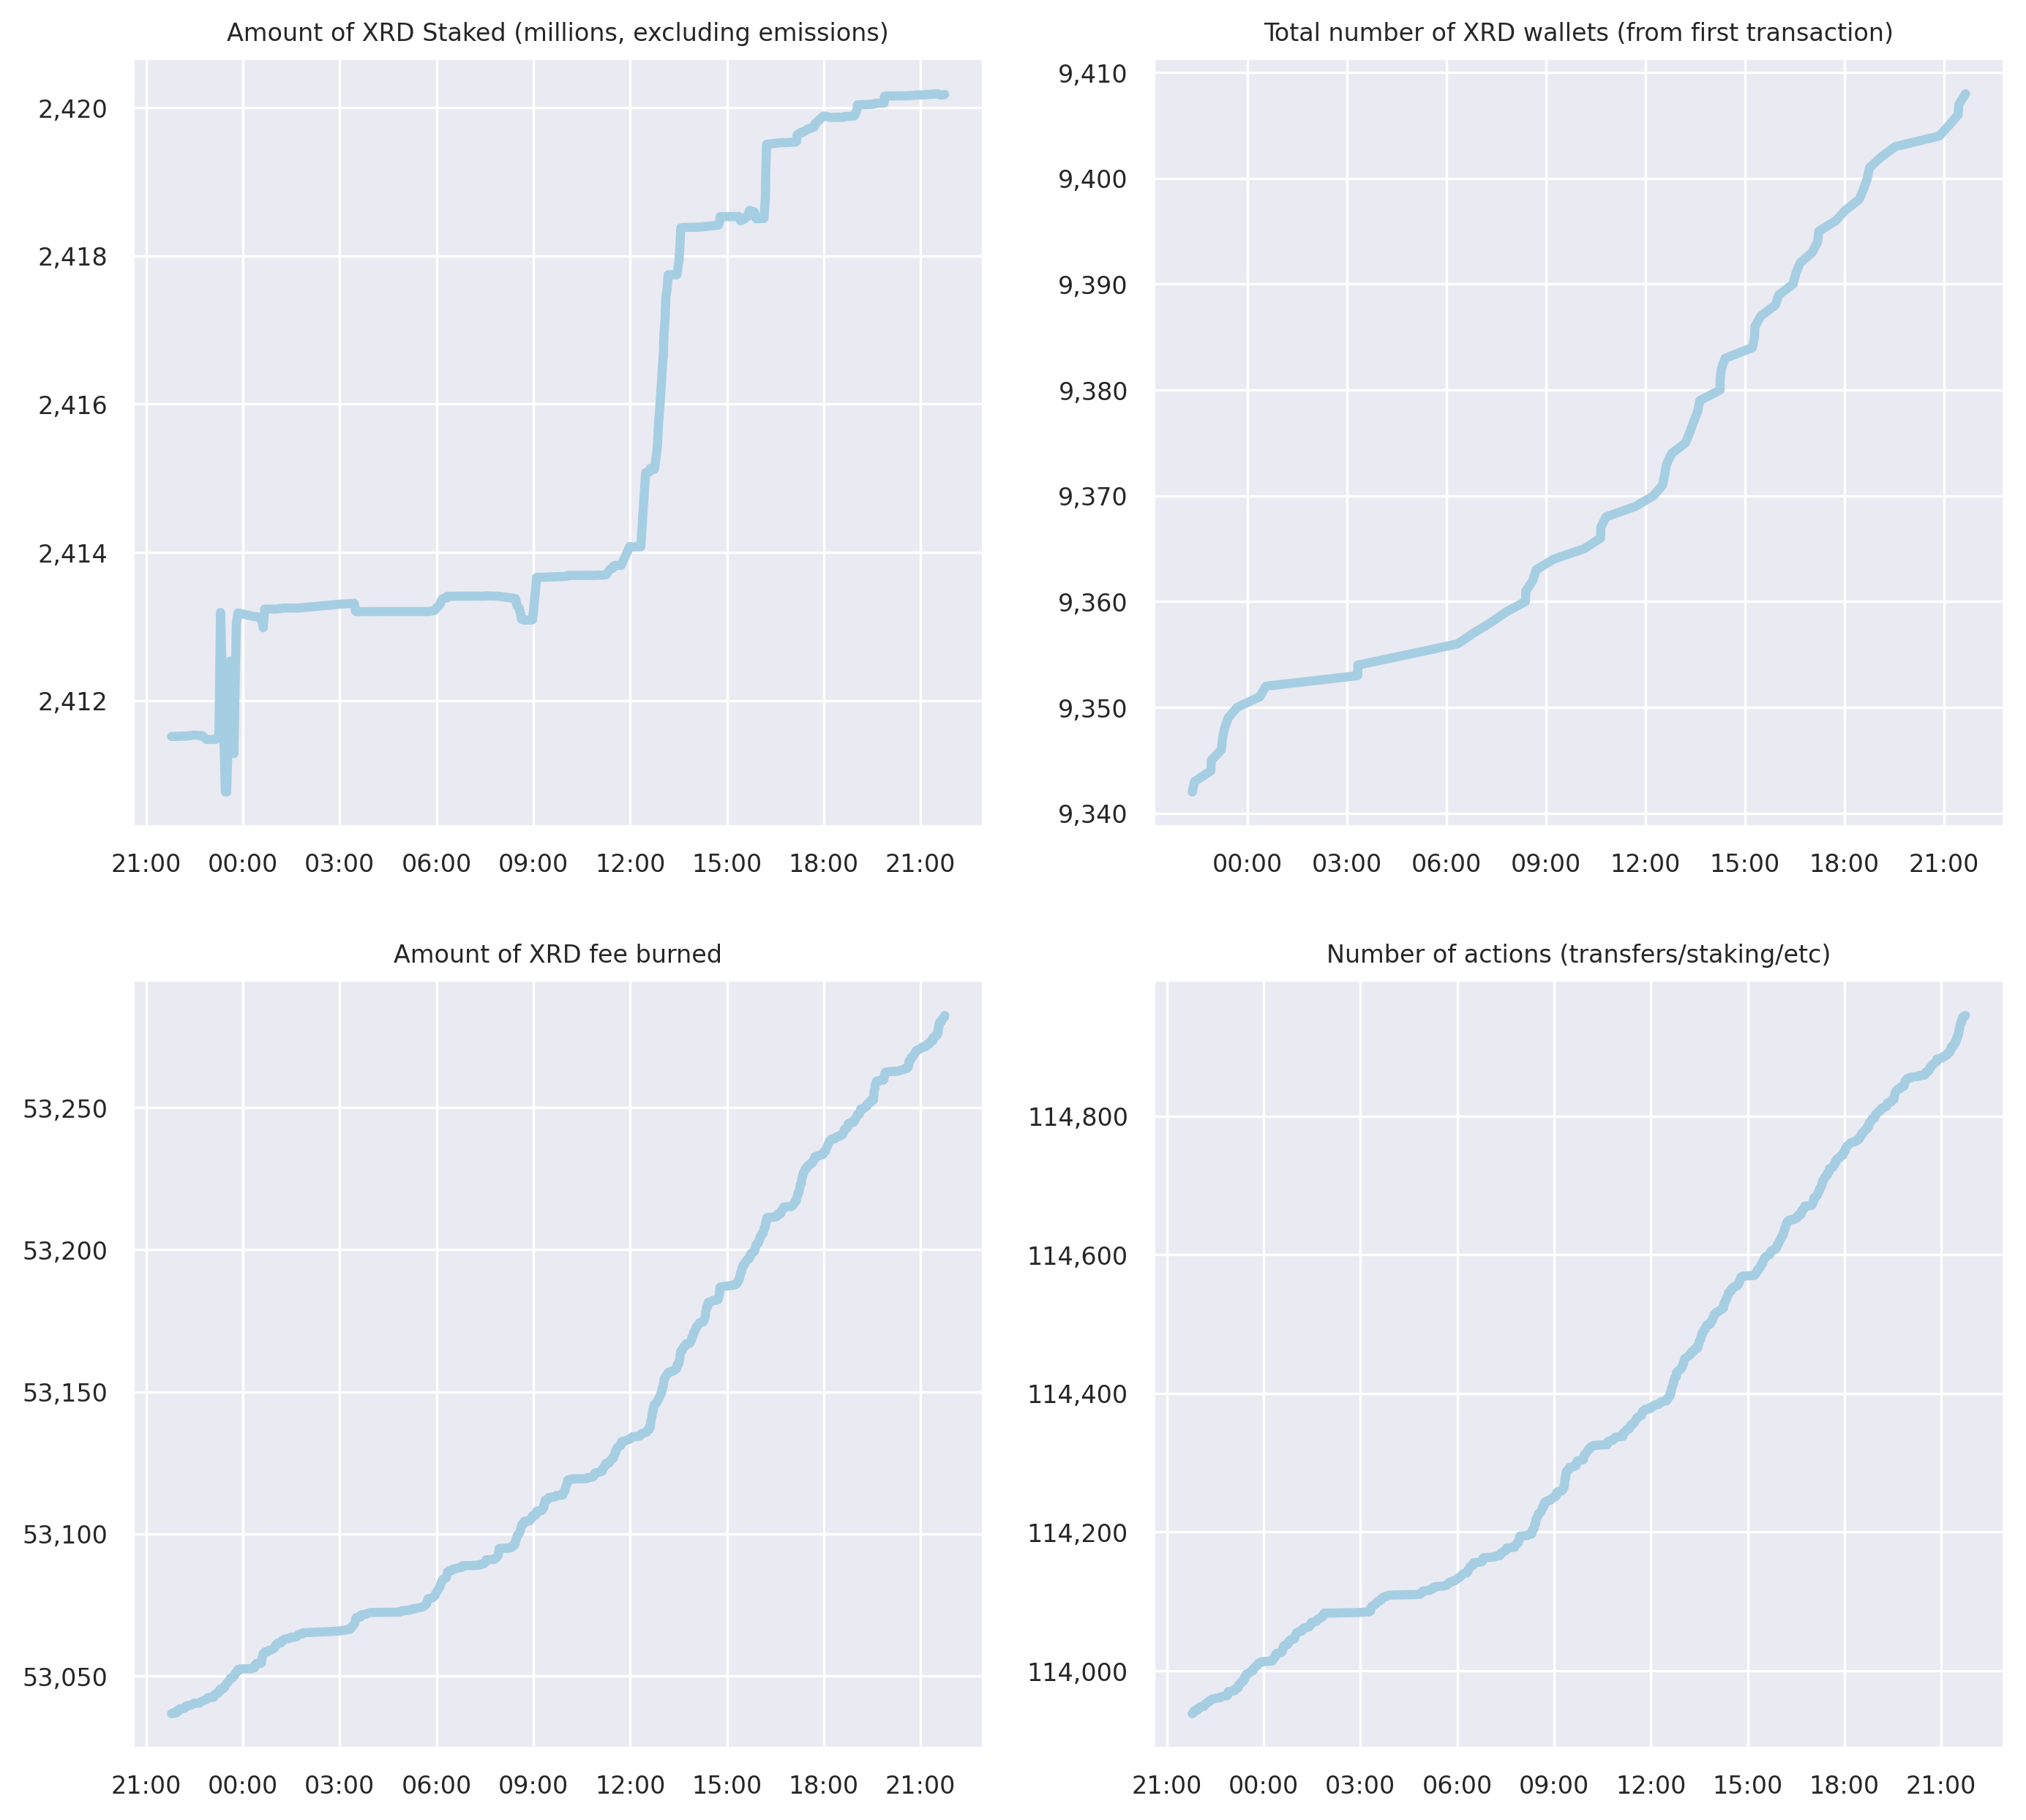 Amount of XRD Staked (millions, excluding emissions)
2,420
2,418
2,416
2,414
2,412
21:00 00:00 03:00 06:00 09:00 12:00 15:00 18:00 21:00
Total number of XRD wallets (from first transaction)
9,410
9,400
9,390
9,380
9,370
9,360
9,350
9,340
00:00 03:00 06:00 09:00 12:00 15:00 18:00 21:00
Amount of XRD fee burned
53,250
53,200
53,150
53,100
53,050
21:00 00:00 03:00 06:00 09:00 12:00 15:00 18:00 21:00
Number of actions (transfers/staking/etc)
114,800
114,600
114,400
114,200
114,000
21:00 00:00 03:00 06:00 09:00 12:00 15:00 18:00 21:00